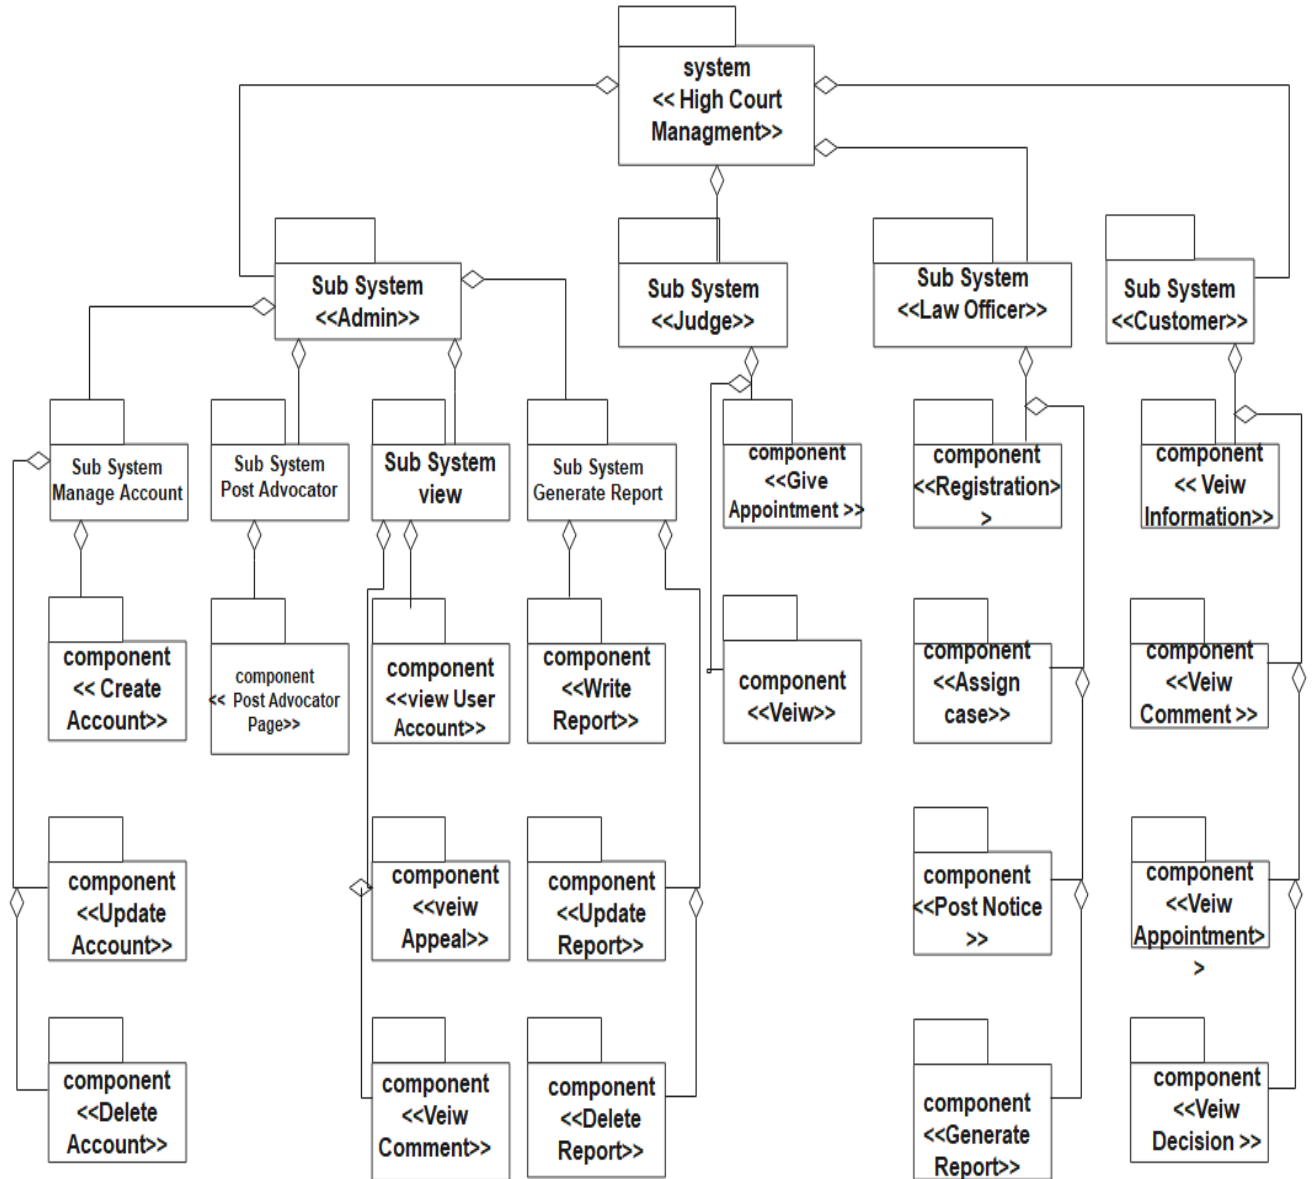 system
<< High Court
Managment>>
Sub System
<<Admin>>
Sub System
<<Judge>>
Sub System
<<Law Officer>>
Sub System
<<Customer>>
Sub System
Manage Account
Sub System
Post Advocator
Sub System
view
Sub System
Generate Report
component
<<Give
Appointment >>
component
<<Registration>
>
component
<< Veiw
Information>>
component
<< Create
Account>>
component
<< Post Advocator
Page>>
component
<<view User
Account>>
component
<<Write
Report>>
component
<<Veiw>>
component
<<Assign
case>>
component
<<Veiw
Comment >>
component
<<Update
Account>>
component
<<veiw
Appeal>>
component
<<Update
Report>>
component
<<Post Notice
>>
component
<<Veiw
Appointment>
>
component
<<Delete
Account>>
component
<<Veiw
Comment>>
component
<<Delete
Report>>
component
<<Generate
Report>>
component
<<Veiw
Decision >>